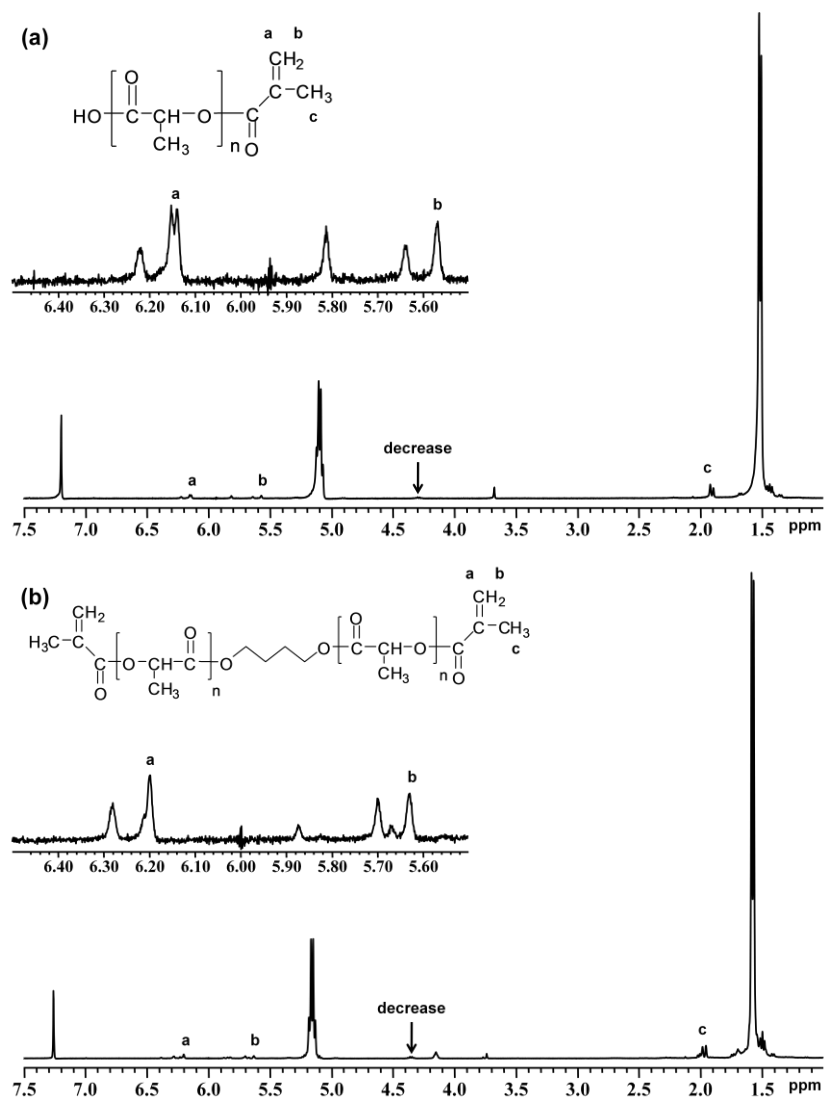 (a)
a b
CH₂
O
HO C CH O CH₃
CH₃ n O c
a b
6.40 6.30 6.20 6.10 6.00 5.90 5.80 5.70 5.60
decrease
a b c
7.5 7.0 6.5 6.0 5.5 5.0 4.5 4.0 3.5 3.0 2.5 2.0 1.5 ppm
(b)
a b
CH₂ CH₂
H₃C O O CH₃
C O CH C O O C CH O C c
O CH₃ n CH₃ n O
a b
6.40 6.30 6.20 6.10 6.00 5.90 5.80 5.70 5.60
decrease
a b c
7.5 7.0 6.5 6.0 5.5 5.0 4.5 4.0 3.5 3.0 2.5 2.0 1.5 ppm